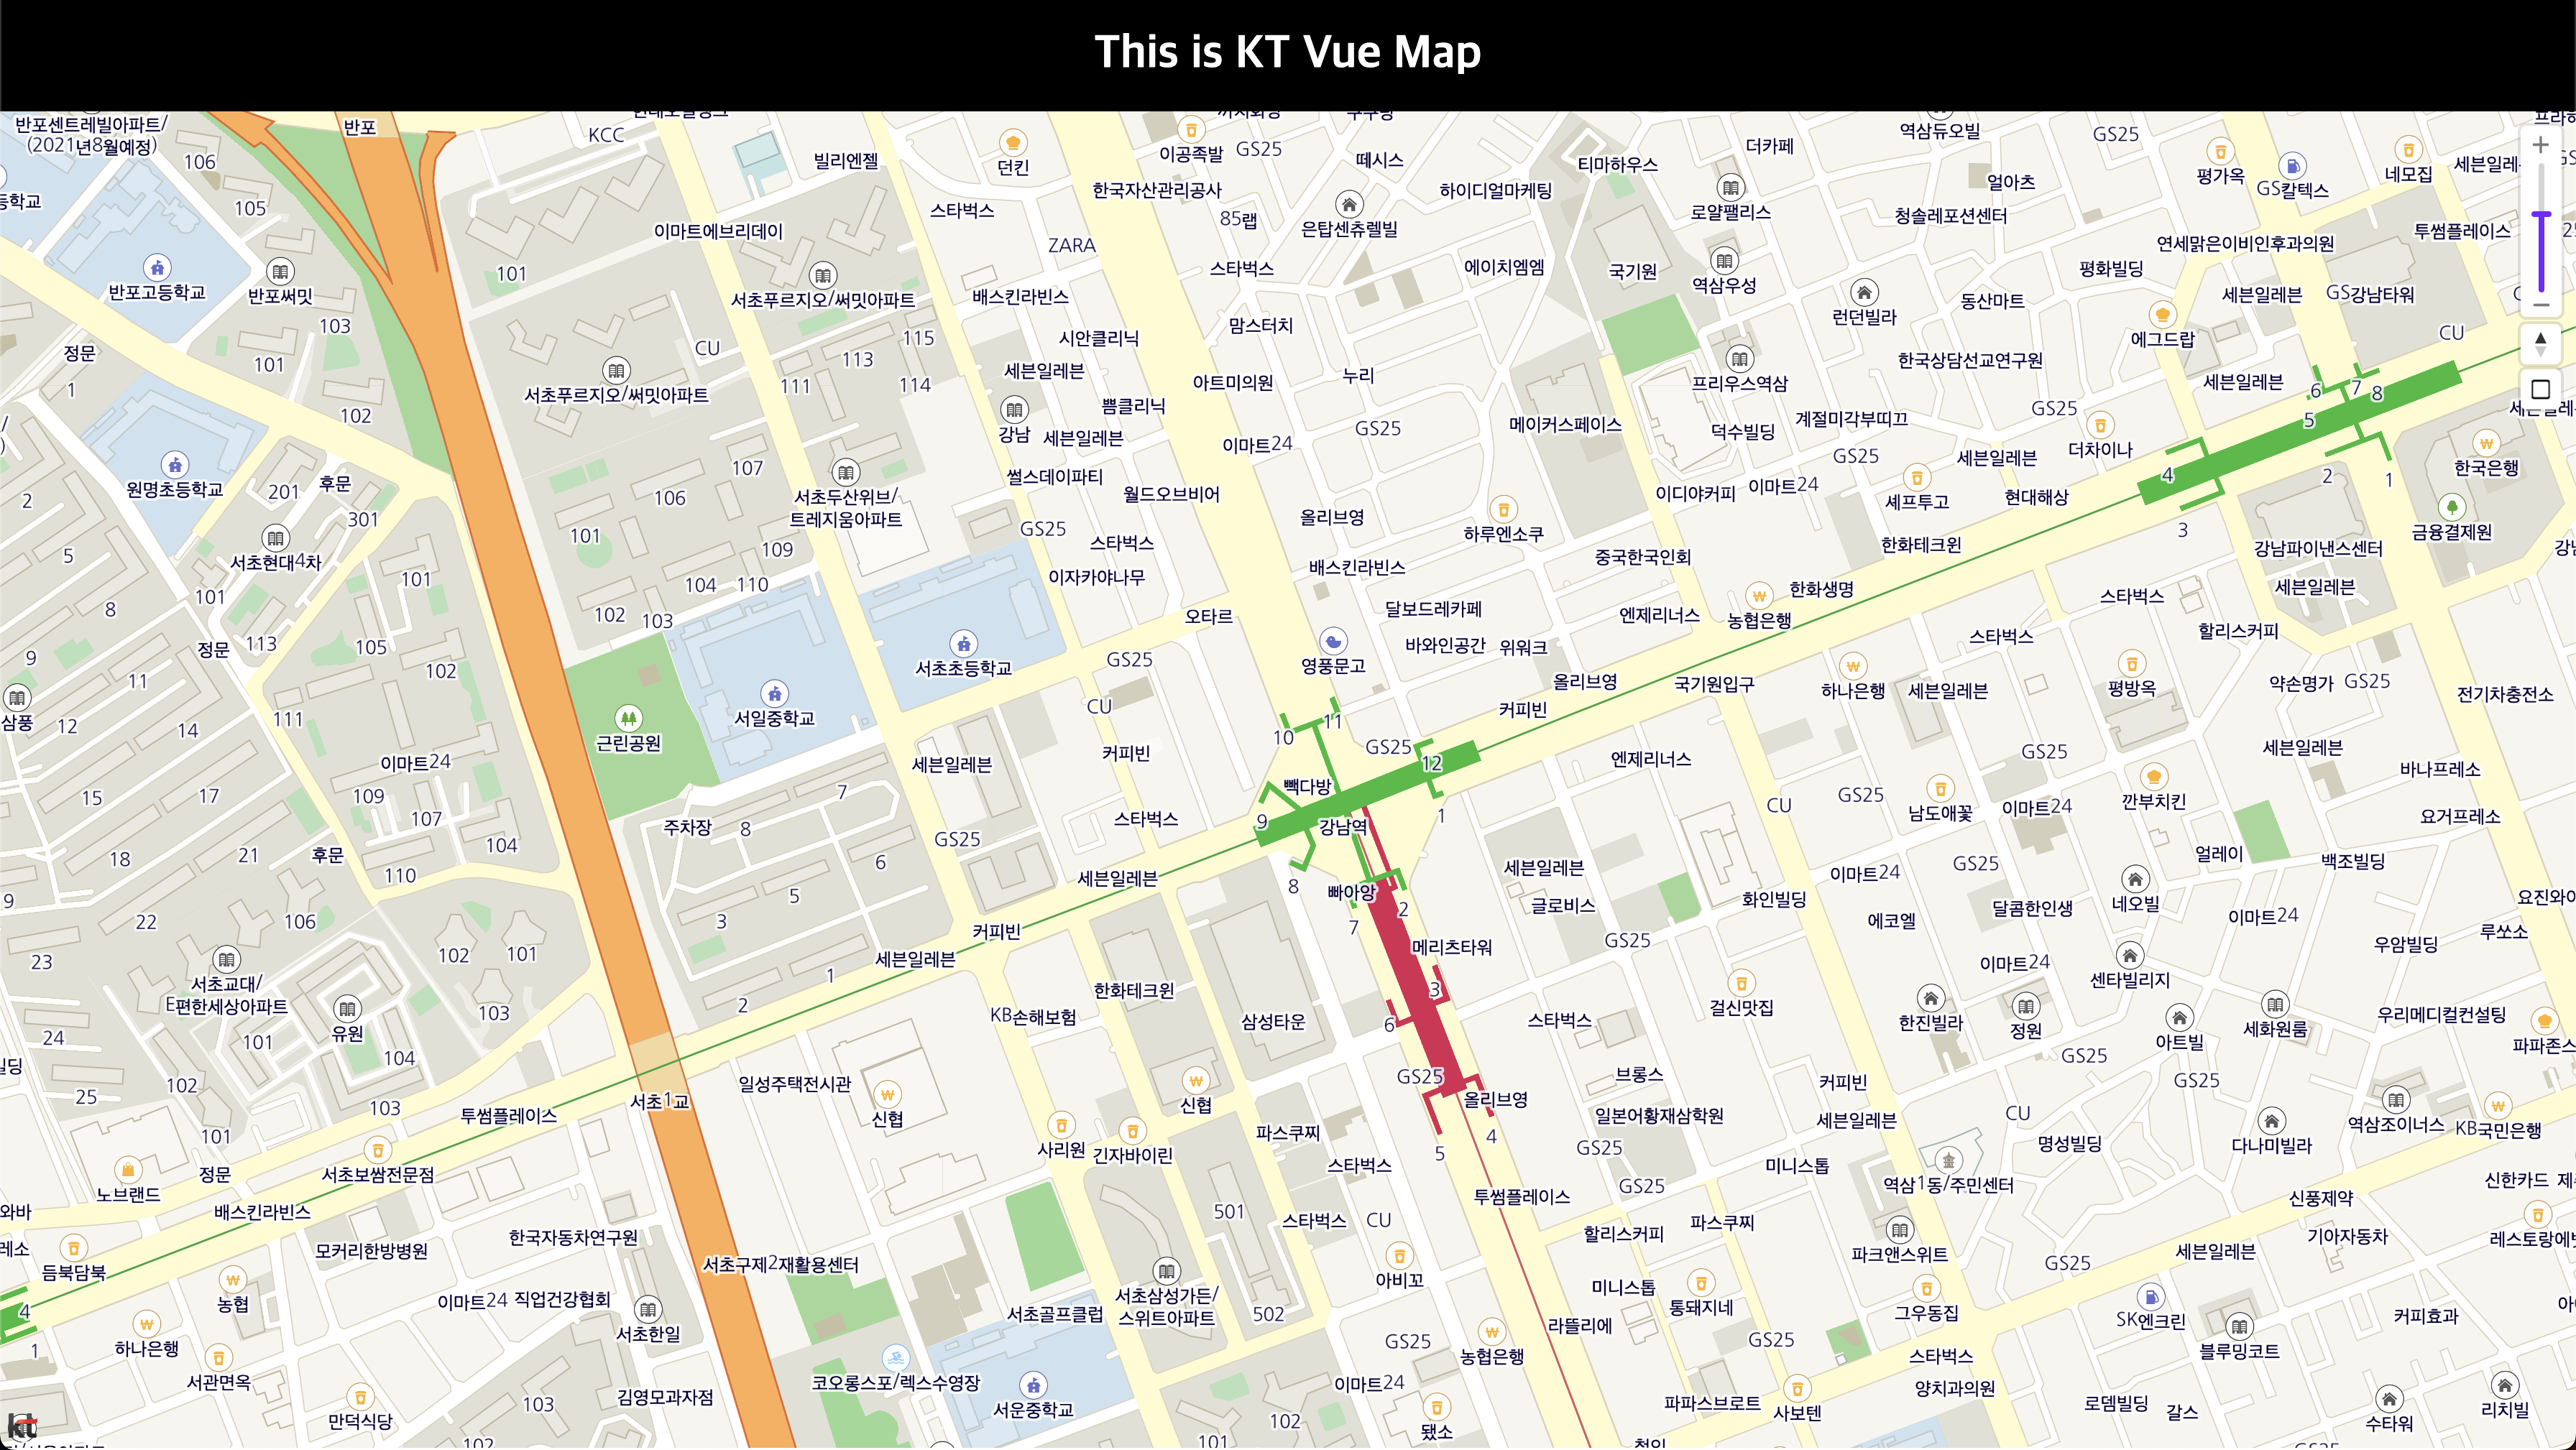 This is KT Vue Map
반포센트레빌아파트/
(2021년8월예정)
106
반포
KCC
빌리엔젤
던킨
이공족발
GS25
떼시스
티마하우스
더카페
역삼듀오빌
GS25
평가옥
GS칼텍스
네모집
105
이마트에브리데이
스타벅스
한국자산관리공사
85랩
은탑센츄렐빌
하이디얼마케팅
로얄팰리스
얼아츠
청솔레포션센터
연세맑은이비인후과의원
투썸플레이스
반포고등학교
반포써밋
101
서초푸르지오/써밋아파트
ZARA
스타벅스
에이치엠엠
국기원
역삼우성
평화빌딩
103
배스킨라빈스
맘스터치
런던빌라
동산마트
세븐일레븐
GS강남타워
정문
101
CU
113
115
시안클리닉
에그드랍
CU
1
서초푸르지오/써밋아파트
111
114
세븐일레븐
아트미의원
누리
프리우스역삼
한국상담선교연구원
세븐일레븐
6
7
8
102
강남
쁨클리닉
세븐일레븐
이마트24
GS25
메이커스페이스
덕수빌딩
계절미각부띠끄
GS25
더차이나
5
한국은행
2
원명초등학교
201
후문
107
106
서초두산위브/
트레지움아파트
썰스데이파티
월드오브비어
이디야커피
이마트24
GS25
세븐일레븐
셰프투고
현대해상
4
2
1
301
101
GS25
올리브영
하루엔소쿠
3
금융결제원
5
서초현대4차
109
스타벅스
중국한국인회
한화테크윈
강남파이낸스센터
101
104
110
이자카야나무
배스킨라빈스
한화생명
세븐일레븐
8
101
102
103
오타르
달보드레카페
엔제리너스
농협은행
스타벅스
정문
113
105
서초초등학교
GS25
영풍문고
바와인공간
위워크
스타벅스
할리스커피
9
11
102
올리브영
국기원입구
하나은행
세븐일레븐
평방옥
약손명가
GS25
전기차충전소
삼풍
12
14
111
근린공원
서일중학교
CU
10
11
커피빈
이마트24
세븐일레븐
커피빈
GS25
12
엔제리너스
GS25
세븐일레븐
바나프레소
15
17
109
107
주차장
8
7
빽다방
9
강남역
1
CU
GS25
남도애꽃
이마트24
깐부치킨
요거프레소
18
21
후문
104
110
6
GS25
스타벅스
세븐일레븐
8
빠아앙
세븐일레븐
이마트24
GS25
얼레이
백조빌딩
9
22
106
5
3
커피빈
7
2
글로비스
화인빌딩
에코엘
달콤한인생
네오빌
이마트24
23
102
101
세븐일레븐
메리츠타워
GS25
이마트24
센타빌리지
우암빌딩
루쏘소
서초교대/
E편한세상아파트
유원
103
2
1
KB손해보험
한화테크윈
삼성타운
3
6
스타벅스
걸신맛집
한진빌라
정원
아트빌
세화원룸
우리메디컬컨설팅
24
101
104
GS25
25
102
103
일성주택전시관
신협
신협
GS25
올리브영
브롱스
커피빈
GS25
101
투썸플레이스
서초1교
사리원
긴자바이린
파스쿠찌
5
4
일본어황재삼학원
세븐일레븐
CU
명성빌딩
다나미빌라
역삼조이너스
KB국민은행
노브랜드
정문
서초보쌈전문점
스타벅스
GS25
미니스톱
역삼1동/주민센터
배스킨라빈스
한국자동차연구원
501
스타벅스
CU
투썸플레이스
GS25
할리스커피
파스쿠찌
신풍제약
듬북담북
모커리한방병원
서초구제2재활용센터
아비꼬
파크앤스위트
GS25
세븐일레븐
기아자동차
4
농협
이마트24
직업건강협회
서초한일
서초골프클럽
서초삼성가든/
스위트아파트
502
미니스톱
통돼지네
그우동집
SK엔크린
커피효과
1
하나은행
서관면옥
GS25
농협은행
라뜰리에
GS25
스타벅스
블루밍코트
만덕식당
103
김영모과자점
코오롱스포/렉스수영장
서운중학교
이마트24
됐소
파파스브로트
사보텐
양치과의원
로뎀빌딩
갈스
수타워
리치빌
102
101
102
kt